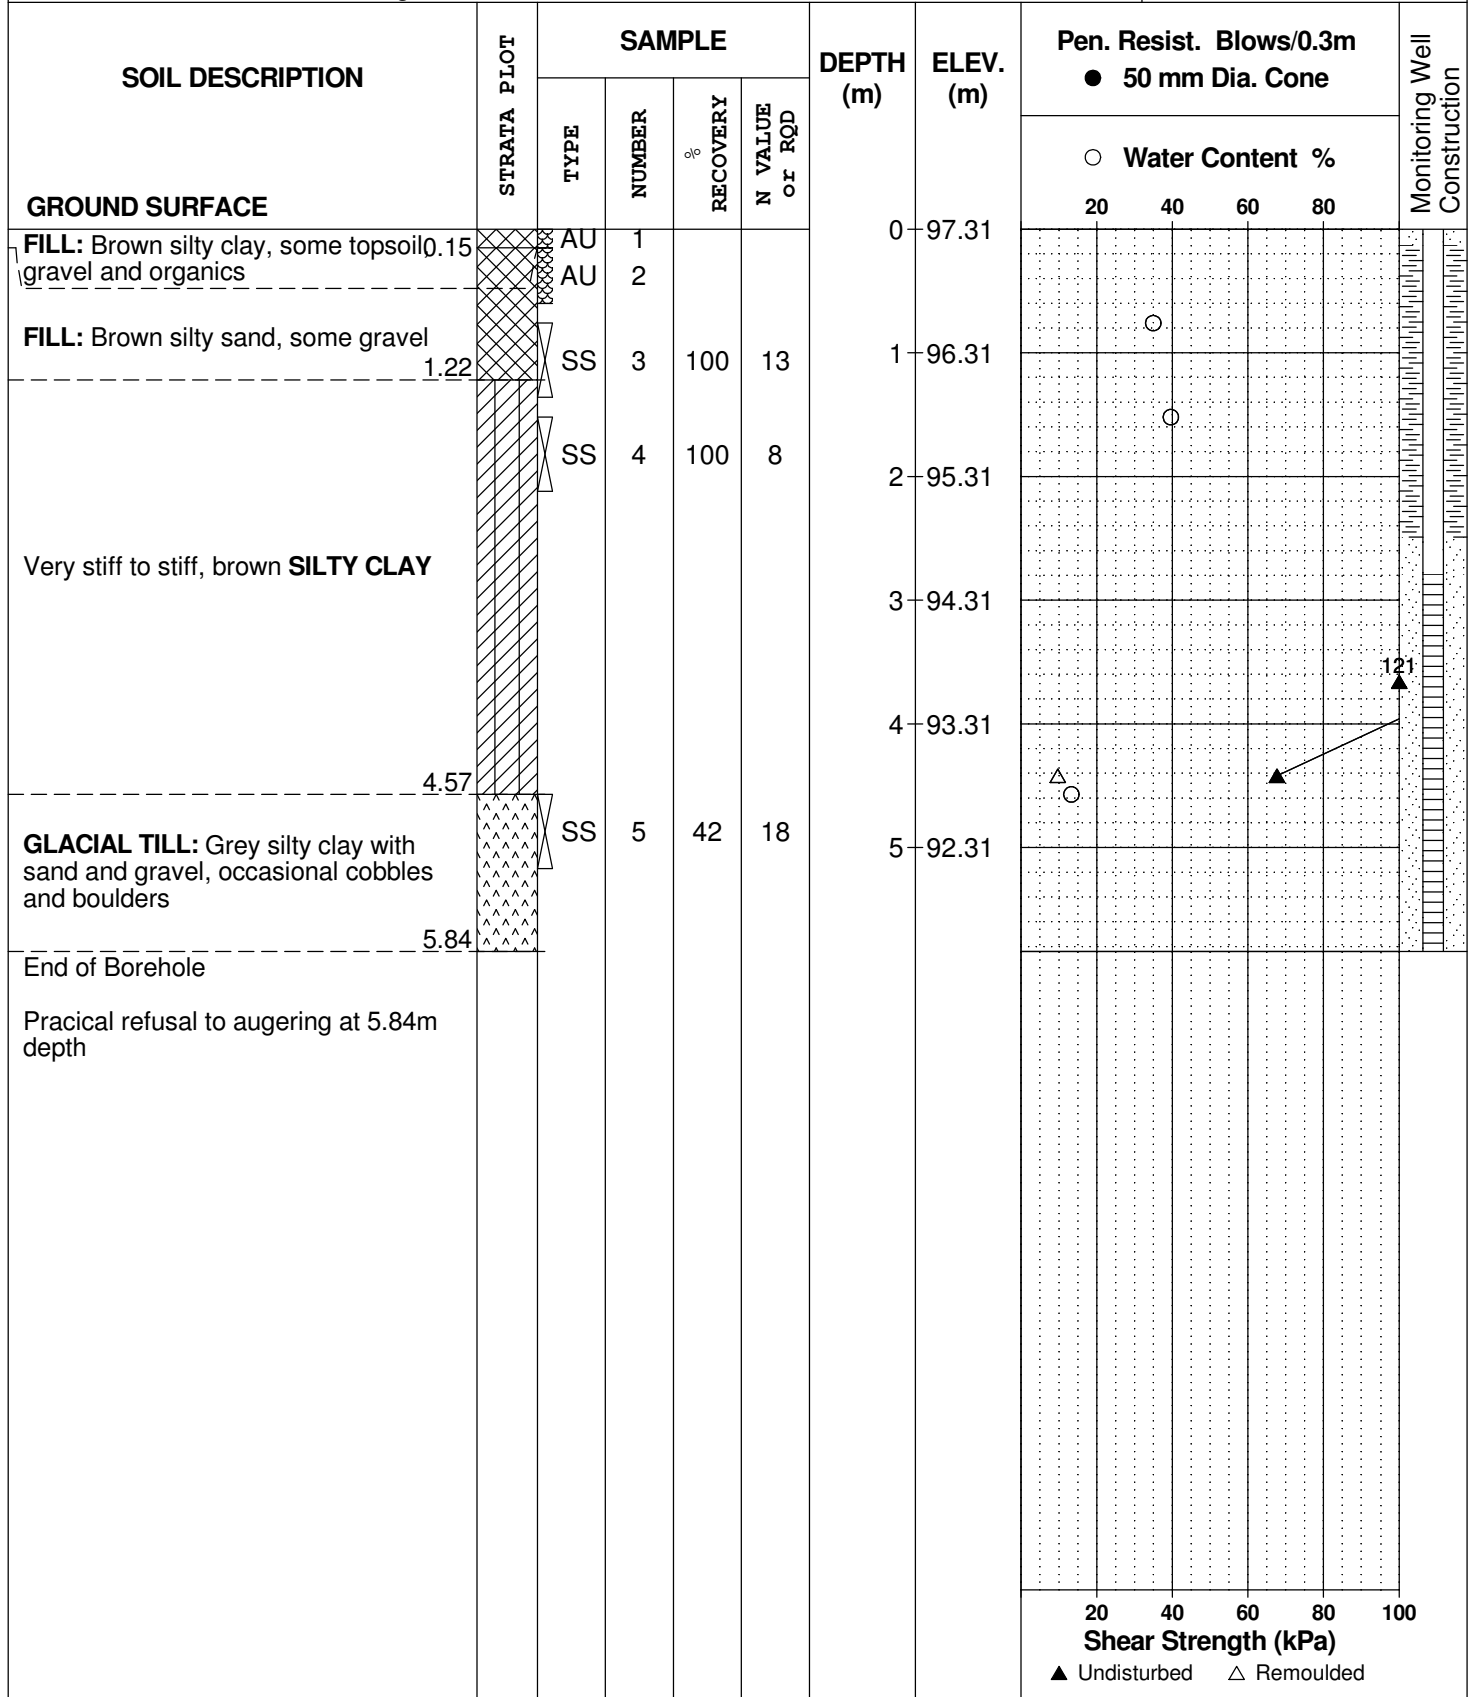 SOIL DESCRIPTION
GROUND SURFACE
STRATA PLOT
SAMPLE
TYPE
NUMBER
% RECOVERY
N VALUE or RQD
DEPTH (m)
ELEV. (m)
Pen. Resist. Blows/0.3m
● 50 mm Dia. Cone
○ Water Content %
20 40 60 80
Monitoring Well Construction
FILL: Brown silty clay, some topsoil, 0.15
gravel and organics
AU 1
AU 2
0 97.31
FILL: Brown silty sand, some gravel
1.22
SS 3 100 13
1 96.31
SS 4 100 8
2 95.31
Very stiff to stiff, brown SILTY CLAY
3 94.31
121
4 93.31
4.57
GLACIAL TILL: Grey silty clay with
sand and gravel, occasional cobbles
and boulders
SS 5 42 18
5 92.31
5.84
End of Borehole
Pracical refusal to augering at 5.84m
depth
20 40 60 80 100
Shear Strength (kPa)
▲ Undisturbed △ Remoulded